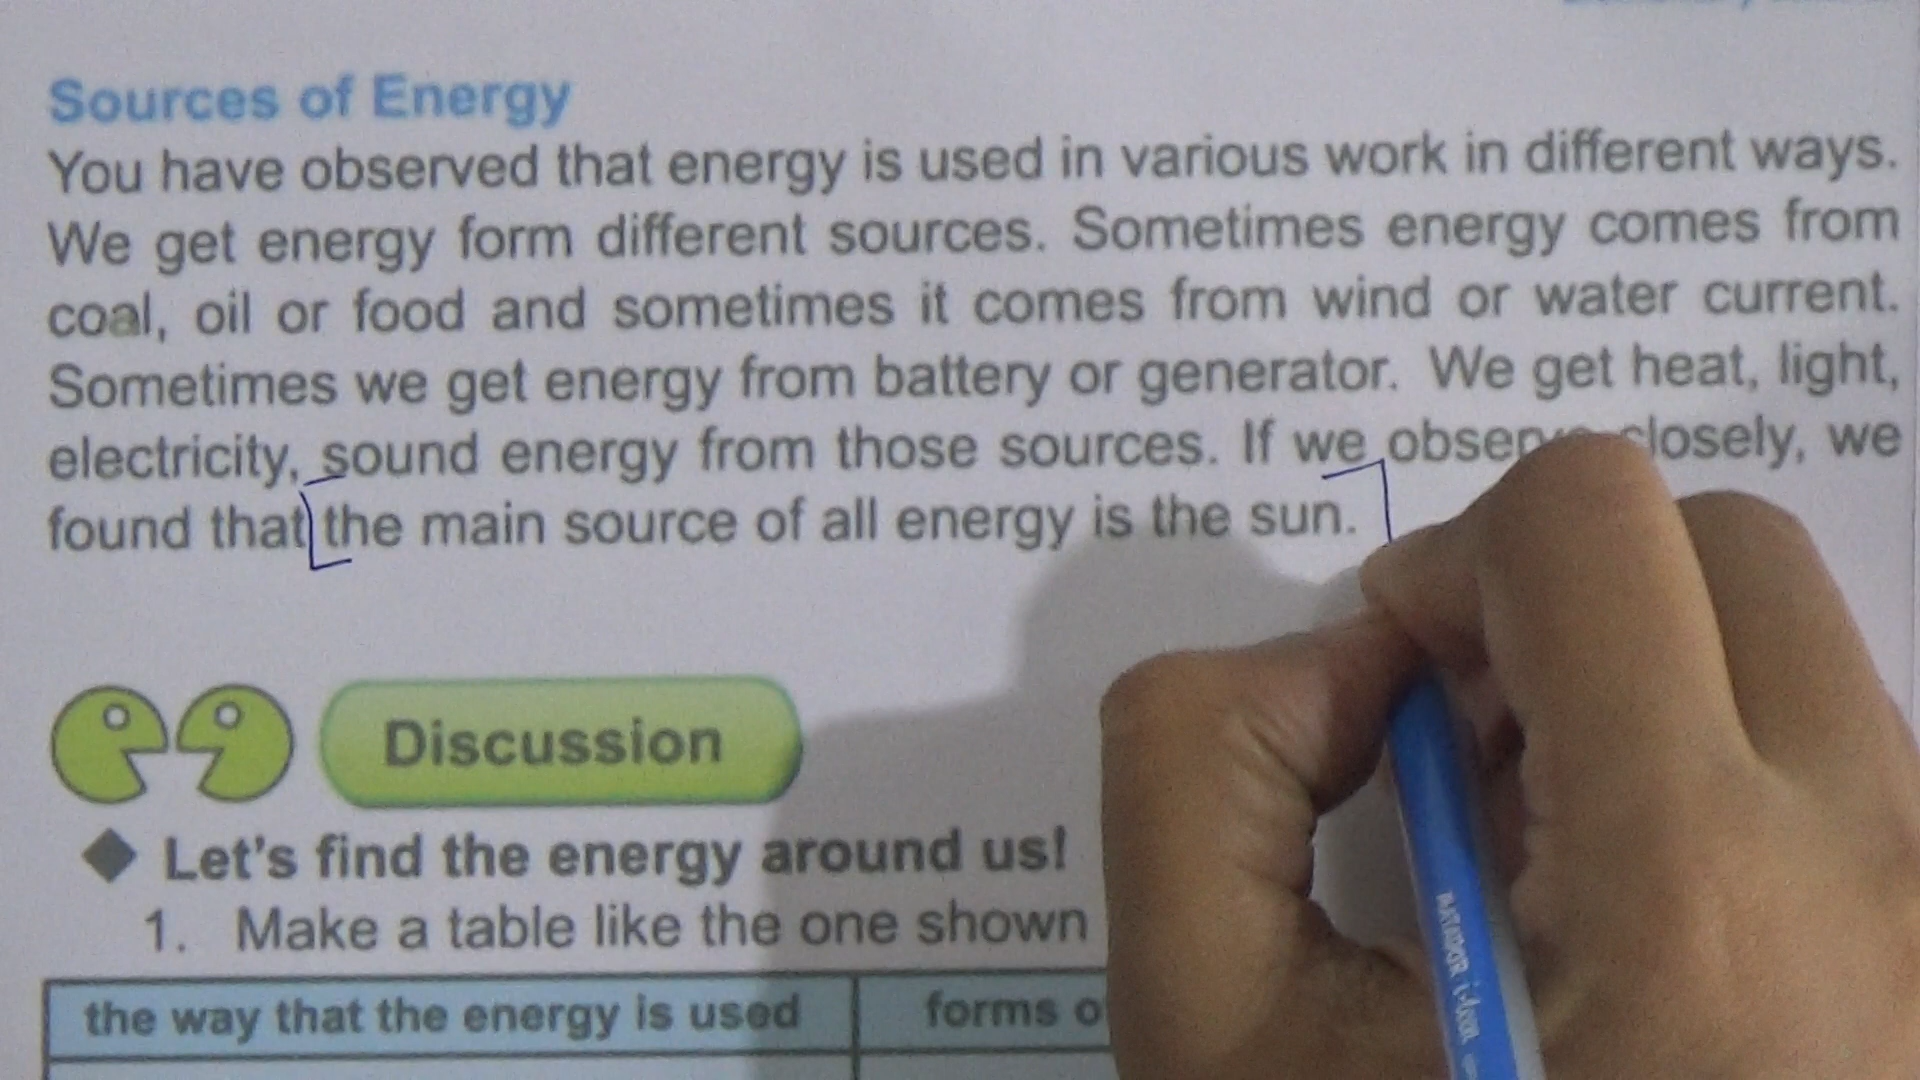 Sources of Energy
You have observed that energy is used in various work in different ways.
We get energy form different sources. Sometimes energy comes from
coal, oil or food and sometimes it comes from wind or water current.
Sometimes we get energy from battery or generator. We get heat, light,
electricity, sound energy from those sources. If we observe closely, we
found that the main source of all energy is the sun.
Discussion
Let's find the energy around us!
1. Make a table like the one shown
the way that the energy is used
forms
MATADOR i-teen